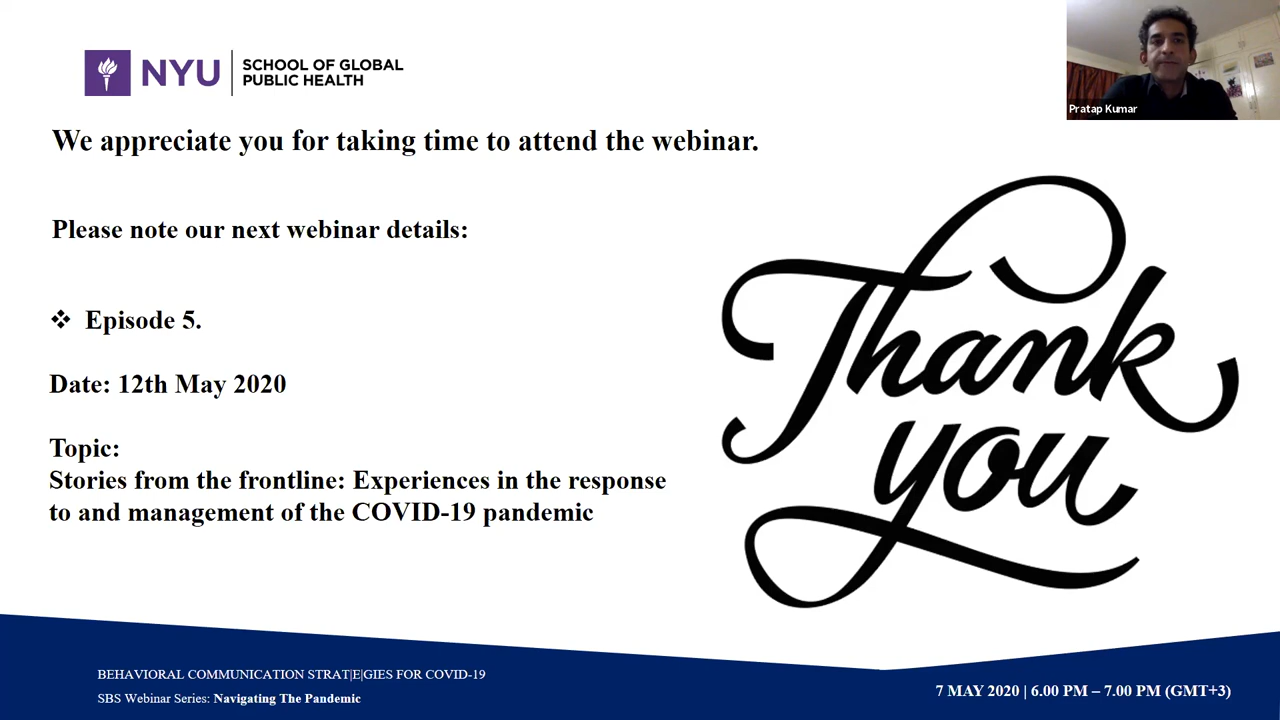 NYU
SCHOOL OF GLOBAL
PUBLIC HEALTH
Pratap Kumar
We appreciate you for taking time to attend the webinar.
Please note our next webinar details:
❖ Episode 5.
Date: 12th May 2020
Topic:
Stories from the frontline: Experiences in the response
to and management of the COVID-19 pandemic
Thank
you
BEHAVIORAL COMMUNICATION STRAT|E|GIES FOR COVID-19
SBS Webinar Series: Navigating The Pandemic
7 MAY 2020 | 6.00 PM – 7.00 PM (GMT+3)